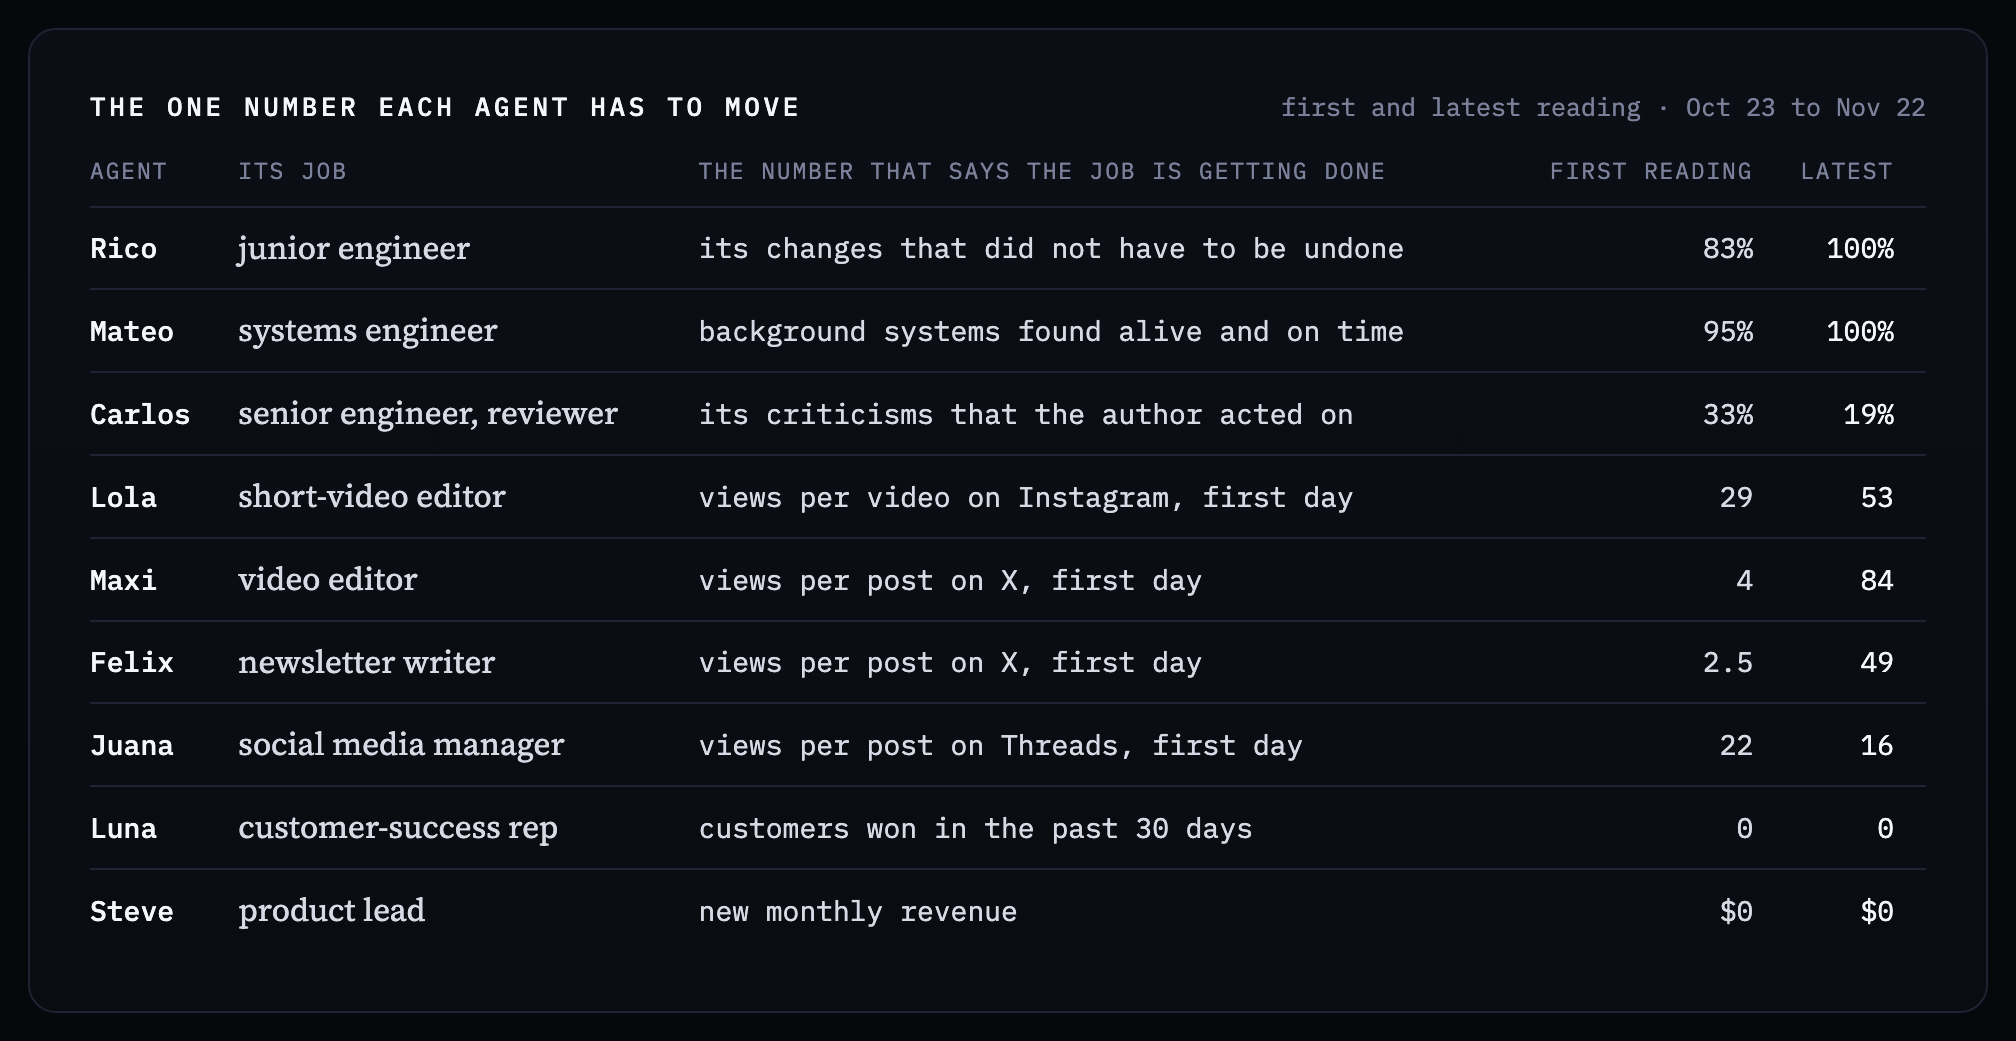 THE ONE NUMBER EACH AGENT HAS TO MOVE first and latest reading · Oct 23 to Nov 22
AGENT ITS JOB THE NUMBER THAT SAYS THE JOB IS GETTING DONE FIRST READING LATEST
Rico junior engineer its changes that did not have to be undone 83% 100%
Mateo systems engineer background systems found alive and on time 95% 100%
Carlos senior engineer, reviewer its criticisms that the author acted on 33% 19%
Lola short-video editor views per video on Instagram, first day 29 53
Maxi video editor views per post on X, first day 4 84
Felix newsletter writer views per post on X, first day 2.5 49
Juana social media manager views per post on Threads, first day 22 16
Luna customer-success rep customers won in the past 30 days 0 0
Steve product lead new monthly revenue $0 $0